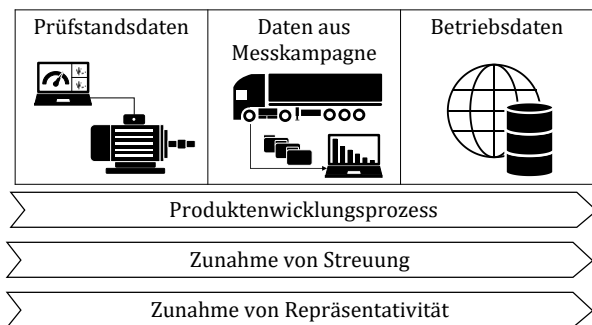 Prüfstandsdaten
Daten aus
Messkampagne
Betriebsdaten
Produktenwicklungsprozess
Zunahme von Streuung
Zunahme von Repräsentativität